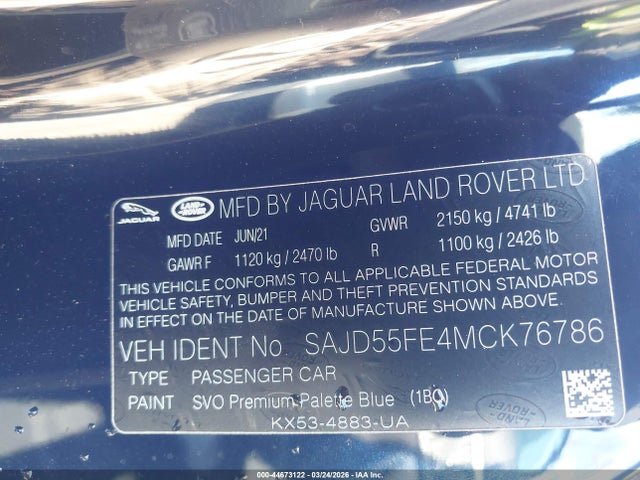 JAGUAR LAND ROVER MFD BY JAGUAR LAND ROVER LTD
MFD DATE JUN/21 GVWR 2150 kg / 4741 lb
GAWR F 1120 kg / 2470 lb R 1100 kg / 2426 lb
THIS VEHICLE CONFORMS TO ALL APPLICABLE FEDERAL MOTOR
VEHICLE SAFETY, BUMPER AND THEFT PREVENTION STANDARDS
IN EFFECT ON THE DATE OF MANUFACTURE SHOWN ABOVE.
VEH IDENT No SAJD55FE4MCK76786
TYPE PASSENGER CAR
PAINT SVO Premium Palette Blue
KX53-4883-UA
000-44673122 - 03/24/2026 - IAA Inc.